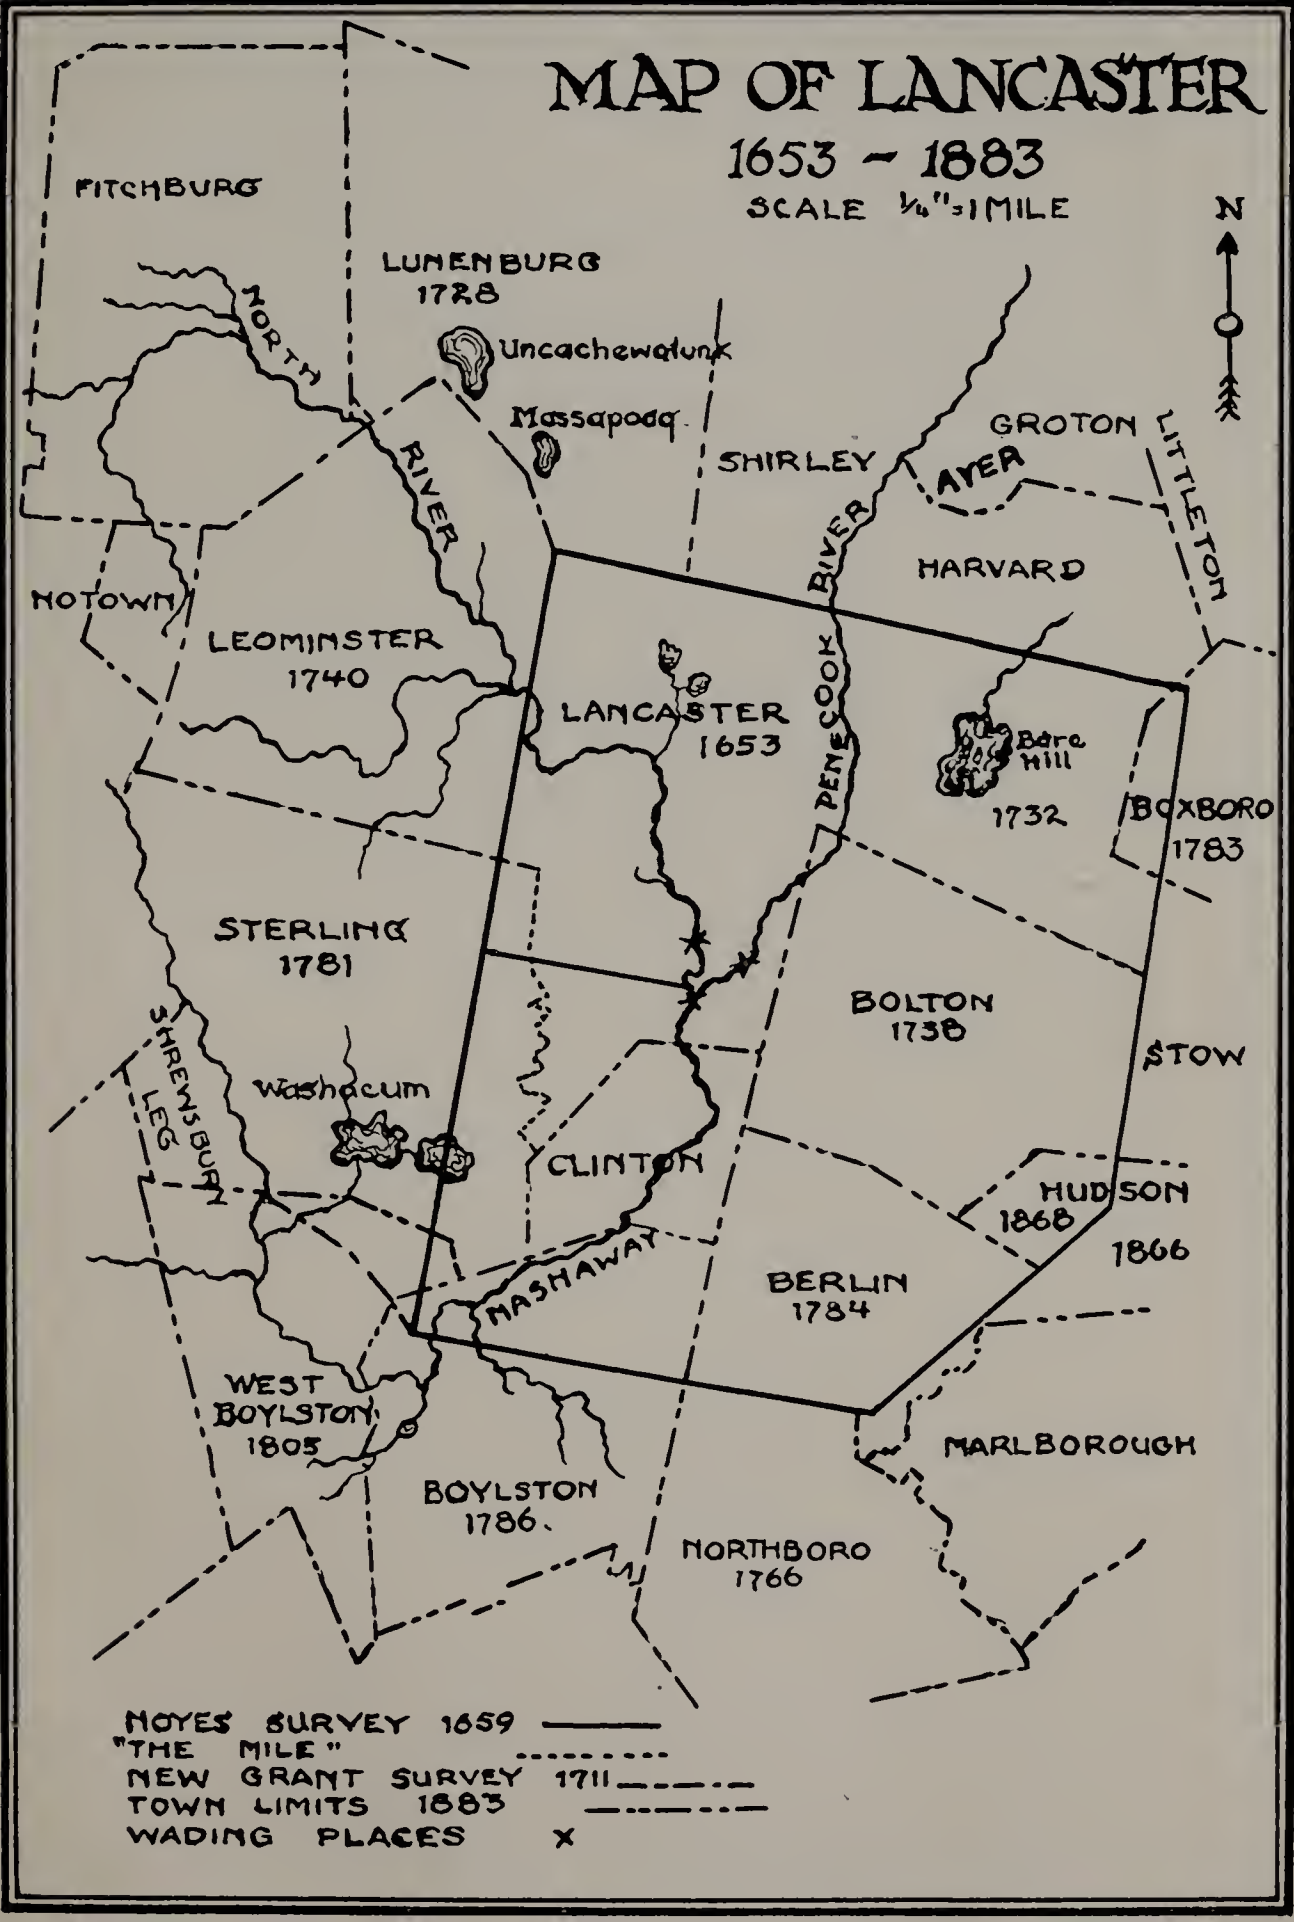 MAP OF LANCASTER
1653 - 1883
SCALE 1/4"=1 MILE
N
FITCHBURG
LUNENBURG
1728
NORTH
RIVER
Uncachewalunk
Massapoaq
SHIRLEY
GROTON
AYER
LITTLETON
RIVER
PENECOOK
HARVARD
NOTOWN
LEOMINSTER
1740
LANCASTER
1653
Bare
Hill
1732
BOXBORO
1783
STERLING
1781
BOLTON
1738
STOW
SHREWSBURY
LEG
Washacum
CLINTON
HUDSON
1868
1866
MASHAWAY
BERLIN
1784
WEST
BOYLSTON
1805
MARLBOROUGH
BOYLSTON
1786.
NORTHBORO
1766
NOYES SURVEY 1659
"THE MILE"
NEW GRANT SURVEY 1711
TOWN LIMITS 1883
WADING PLACES X